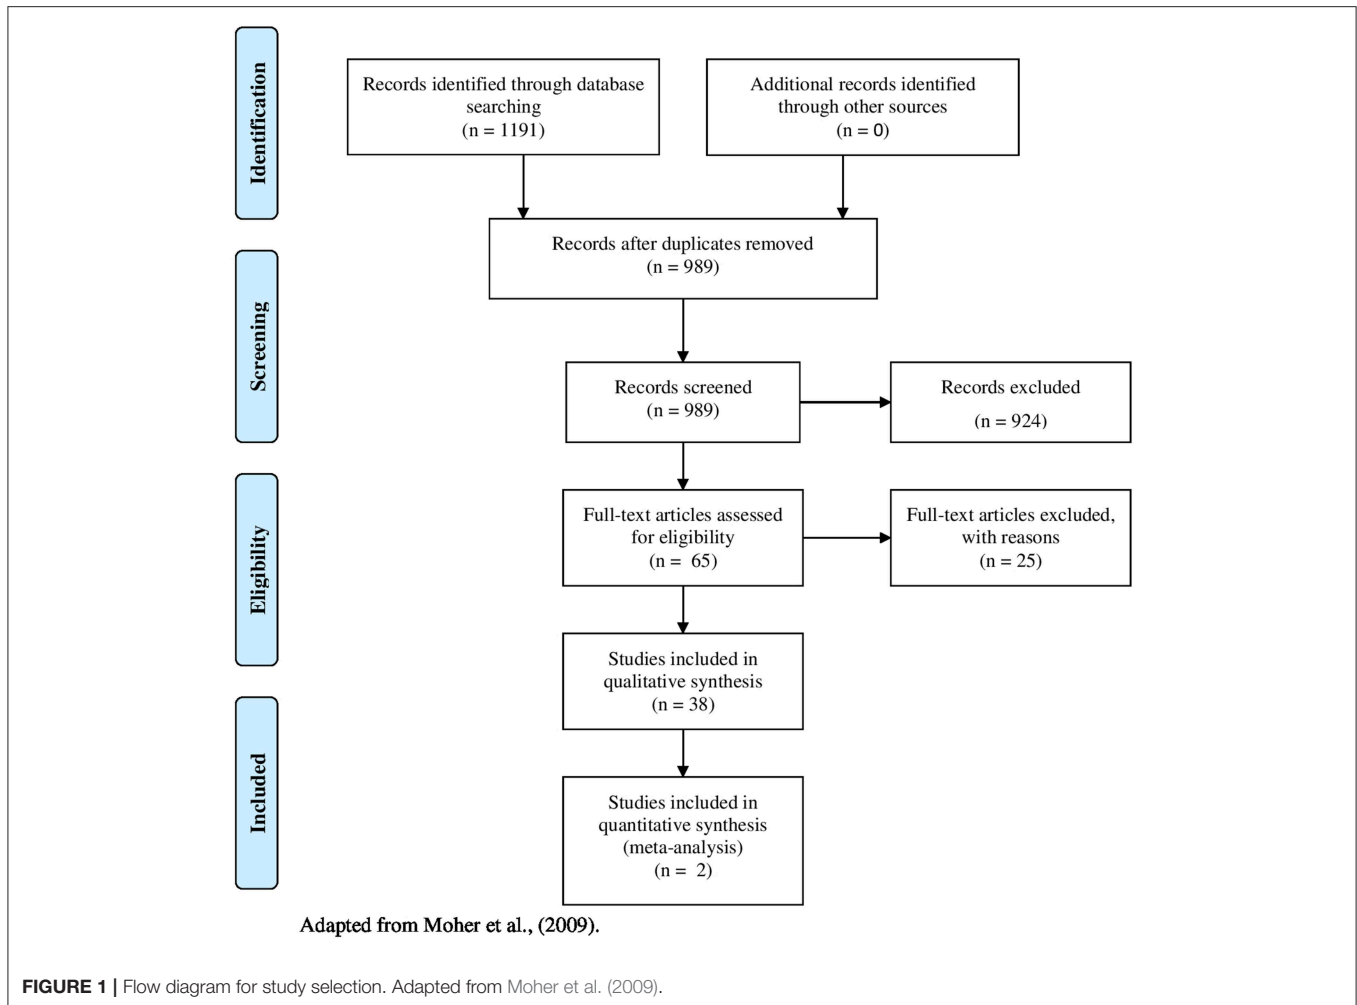 Identification
Records identified through database
searching
(n = 1191)
Additional records identified
through other sources
(n = 0)
Records after duplicates removed
(n = 989)
Screening
Records screened
(n = 989)
Records excluded
(n = 924)
Eligibility
Full-text articles assessed
for eligibility
(n =  65)
Full-text articles excluded,
with reasons
(n = 25)
Studies included in
qualitative synthesis
(n = 38)
Included
Studies included in
quantitative synthesis
(meta-analysis)
(n =  2)
Adapted from Moher et al., (2009).
FIGURE 1 | Flow diagram for study selection. Adapted from Moher et al. (2009).